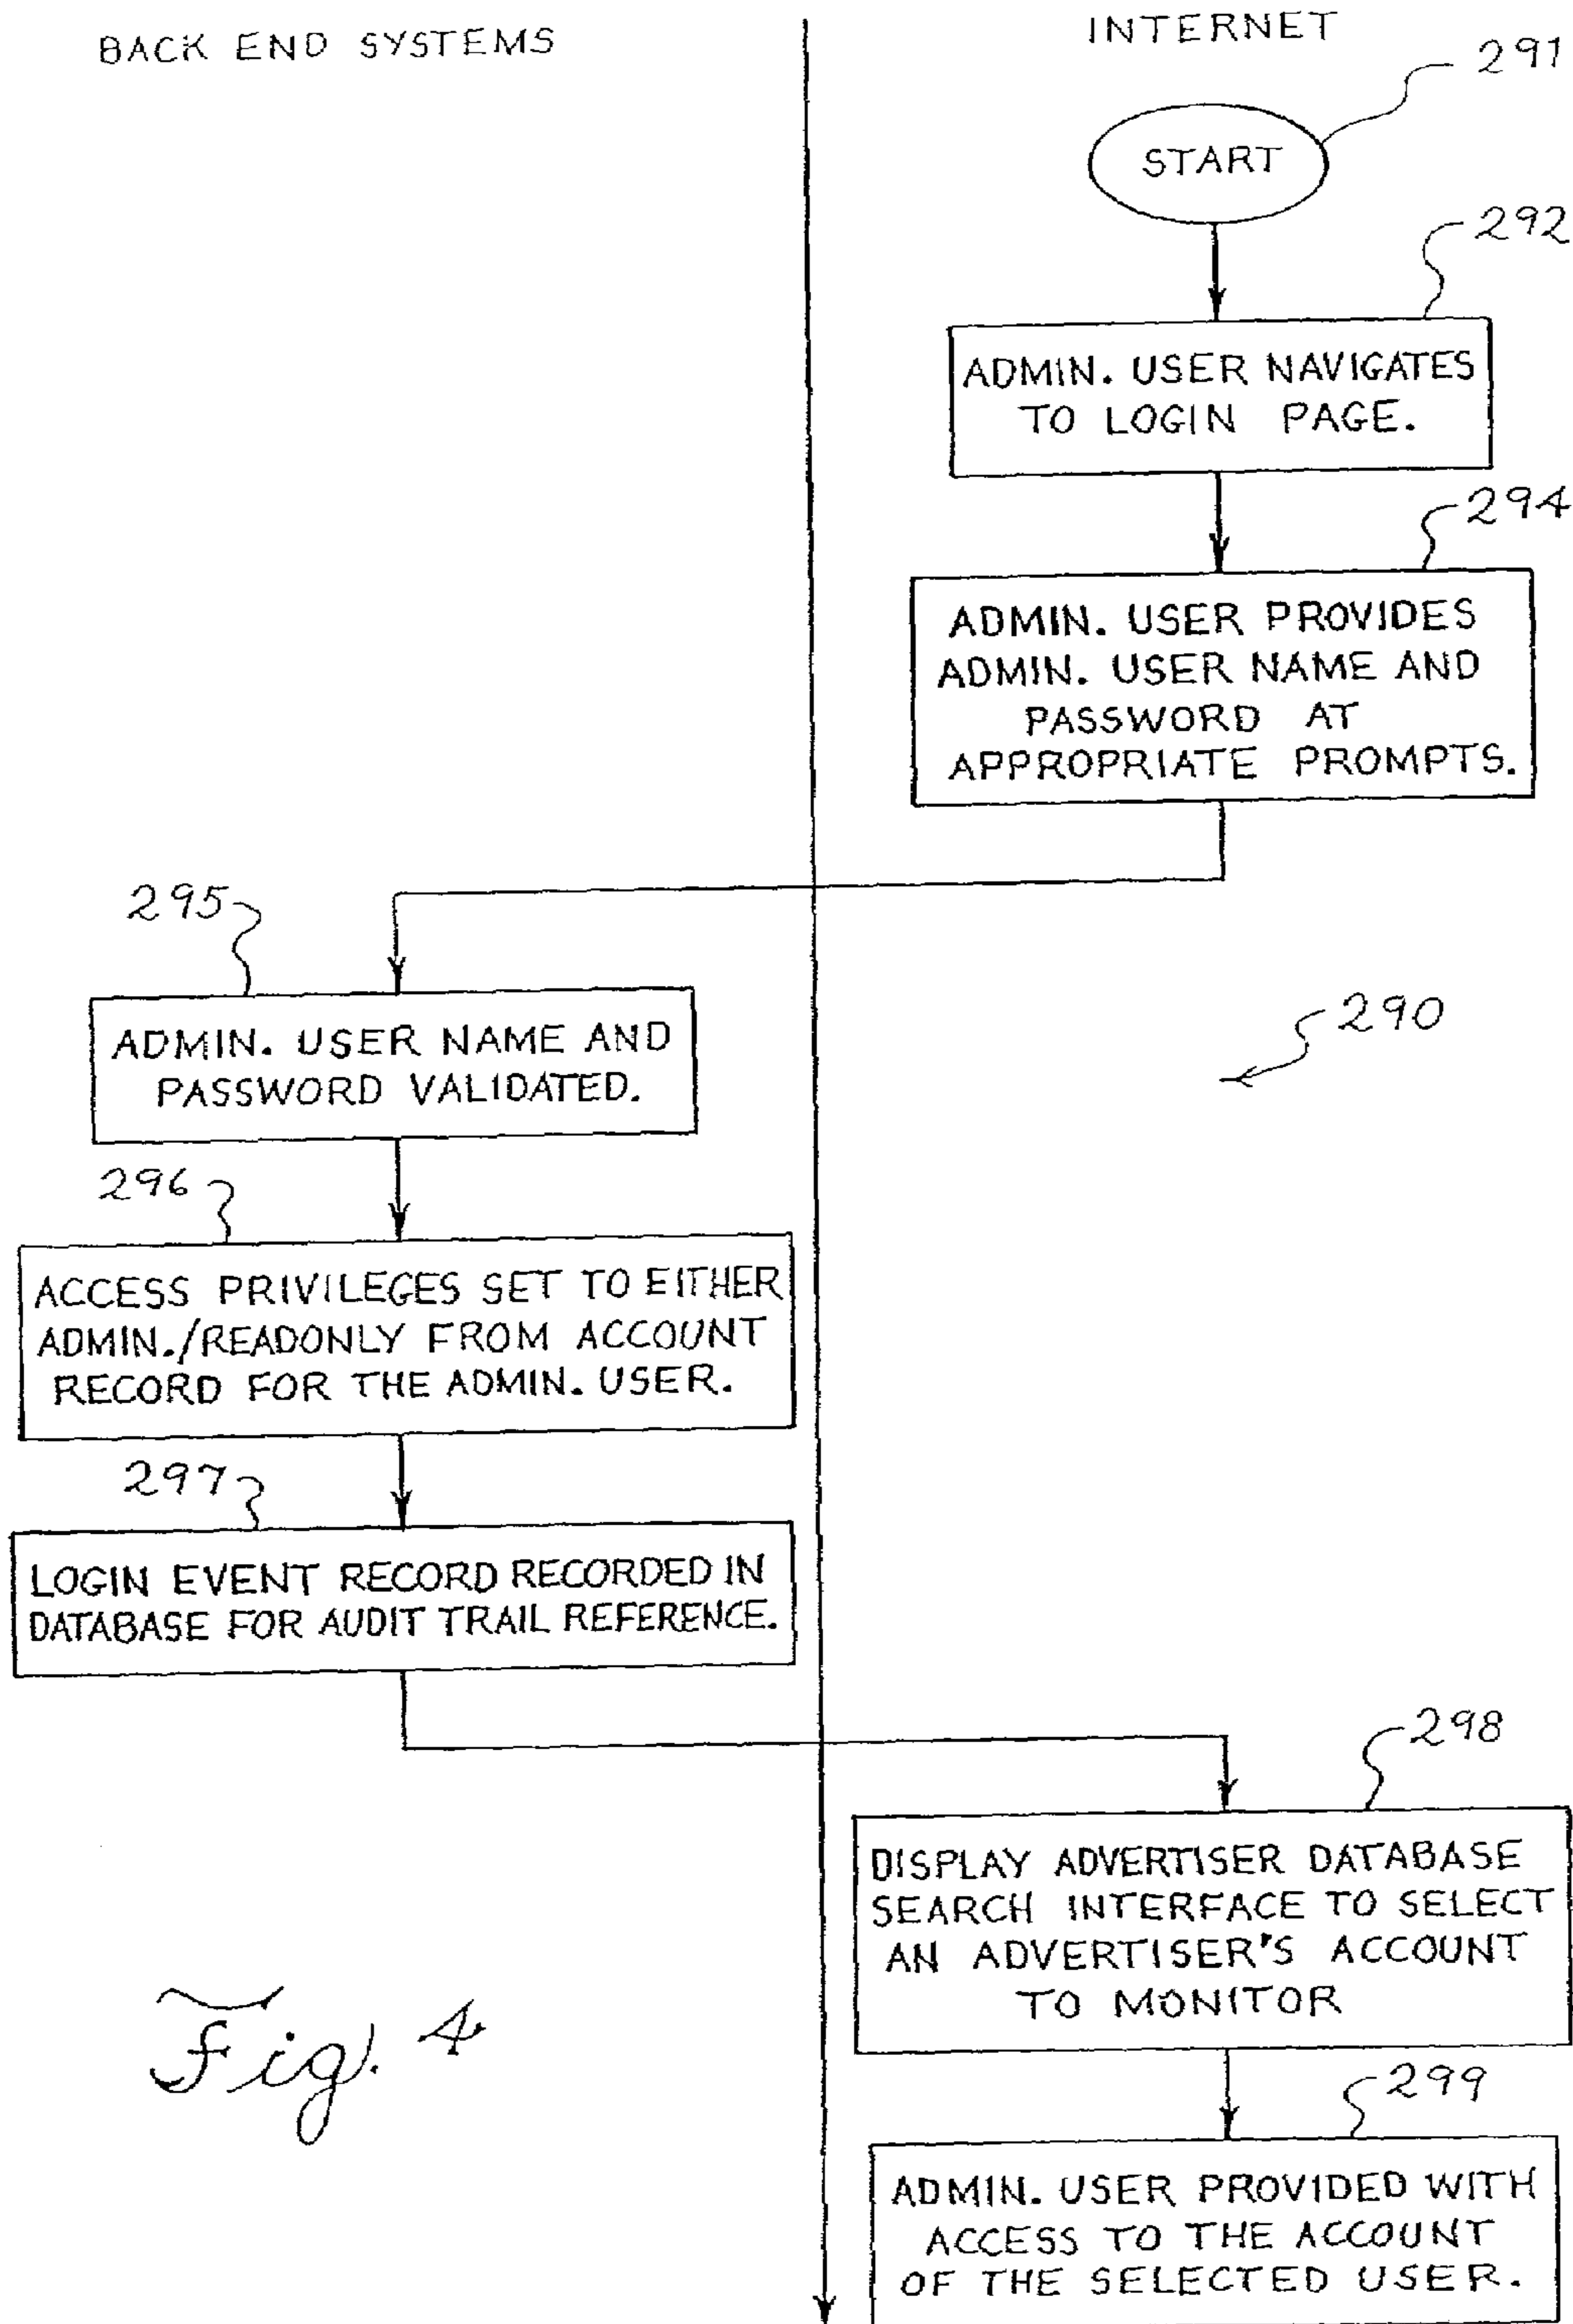 BACK END SYSTEMS
INTERNET
291
START
292
ADMIN. USER NAVIGATES
TO LOGIN PAGE.
294
ADMIN. USER PROVIDES
ADMIN. USER NAME AND
PASSWORD AT
APPROPRIATE PROMPTS.
295
ADMIN. USER NAME AND
PASSWORD VALIDATED.
290
296
ACCESS PRIVILEGES SET TO EITHER
ADMIN./READONLY FROM ACCOUNT
RECORD FOR THE ADMIN. USER.
297
LOGIN EVENT RECORD RECORDED IN
DATABASE FOR AUDIT TRAIL REFERENCE.
298
DISPLAY ADVERTISER DATABASE
SEARCH INTERFACE TO SELECT
AN ADVERTISER'S ACCOUNT
TO MONITOR
299
ADMIN. USER PROVIDED WITH
ACCESS TO THE ACCOUNT
OF THE SELECTED USER.
Fig. 4